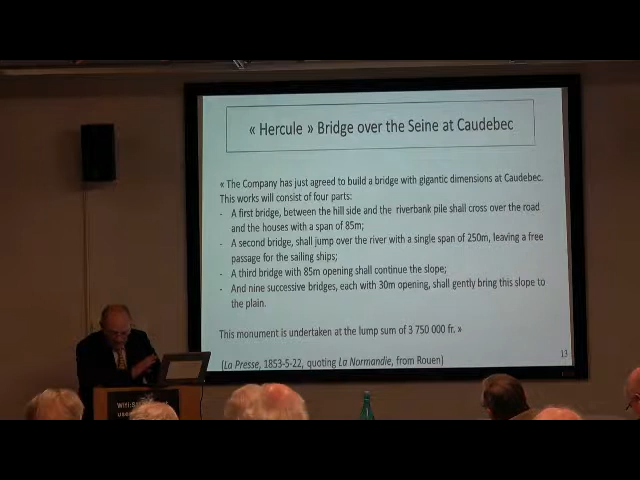 « Hercule » Bridge over the Seine at Caudebec
« The Company has just agreed to build a bridge with gigantic dimensions at Caudebec.
This works will consist of four parts:
- A first bridge, between the hill side and the riverbank pile shall cross over the road
and the houses with a span of 85m;
- A second bridge, shall jump over the river with a single span of 250m, leaving a free
passage for the sailing ships;
- A third bridge with 85m opening shall continue the slope;
- And nine successive bridges, each with 30m opening, shall gently bring this slope to
the plain.
This monument is undertaken at the lump sum of 3 750 000 fr. »
(La Presse, 1853-5-22, quoting La Normandie, from Rouen)
13